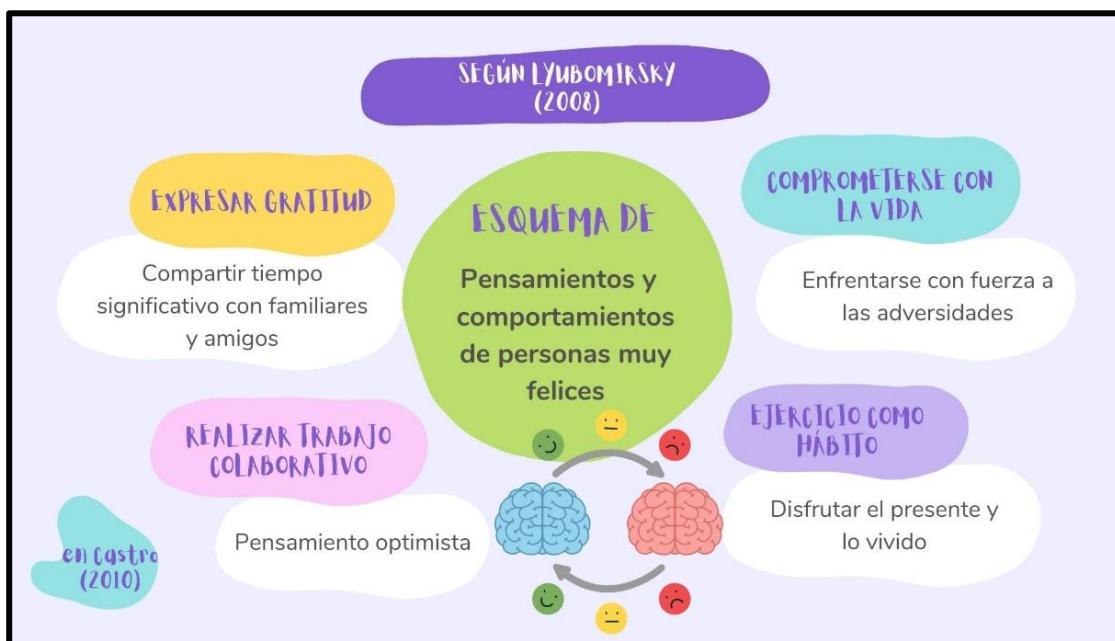 SEGÚN LYUBOMIRSKY
(2008)
EXPRESAR GRATITUD
Compartir tiempo
significativo con familiares
y amigos
ESQUEMA DE
Pensamientos y
comportamientos
de personas muy
felices
COMPROMETERSE CON
LA VIDA
Enfrentarse con fuerza a
las adversidades
REALIZAR TRABAJO
COLABORATIVO
Pensamiento optimista
EJERCICIO COMO
HÁBITO
Disfrutar el presente y
lo vivido
en Castro
(2010)